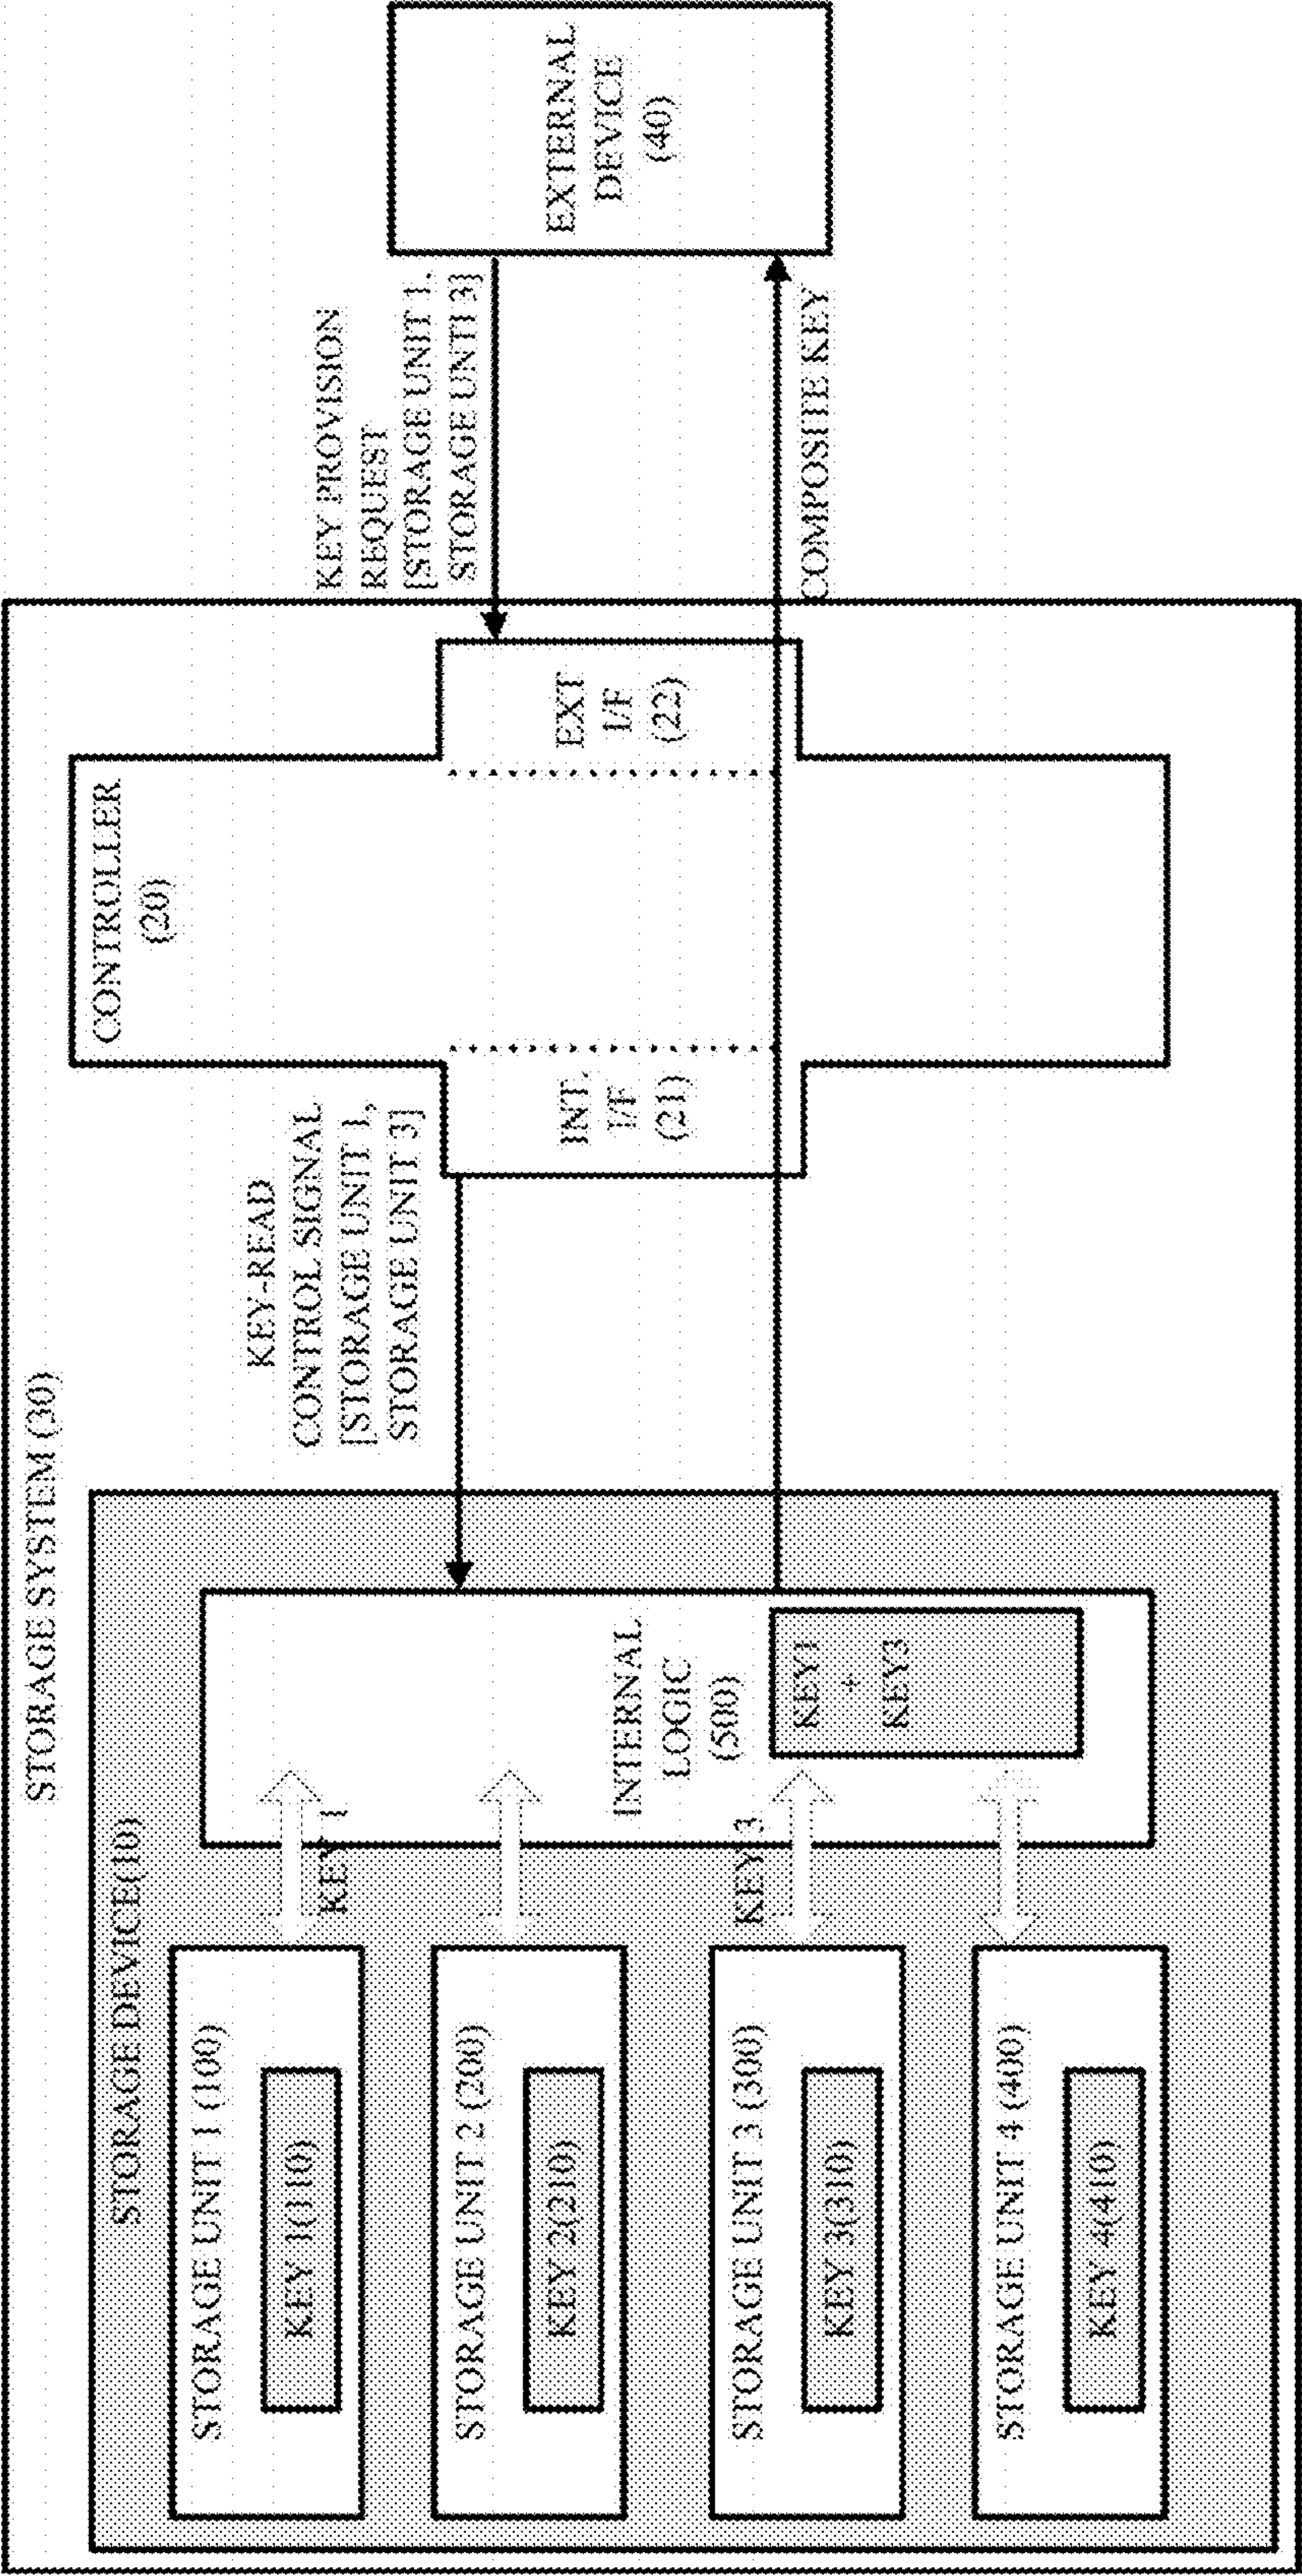 STORAGE SYSTEM (30)
STORAGE DEVICE(10)
STORAGE UNIT 1 (100)
KEY 1(110)
STORAGE UNIT 2 (200)
KEY 2(210)
STORAGE UNIT 3 (300)
KEY 3(310)
STORAGE UNIT 4 (400)
KEY 4(410)
KEY 1
KEY 3
INTERNAL
LOGIC
(500)
KEY1
+
KEY3
KEY-READ
CONTROL SIGNAL
[STORAGE UNIT 1,
STORAGE UNIT 3]
CONTROLLER
(20)
INT.
I/F
(21)
EXT
I/F
(22)
KEY PROVISION
REQUEST
[STORAGE UNIT 1,
STORAGE UNTI 3]
COMPOSITE KEY
EXTERNAL
DEVICE
(40)